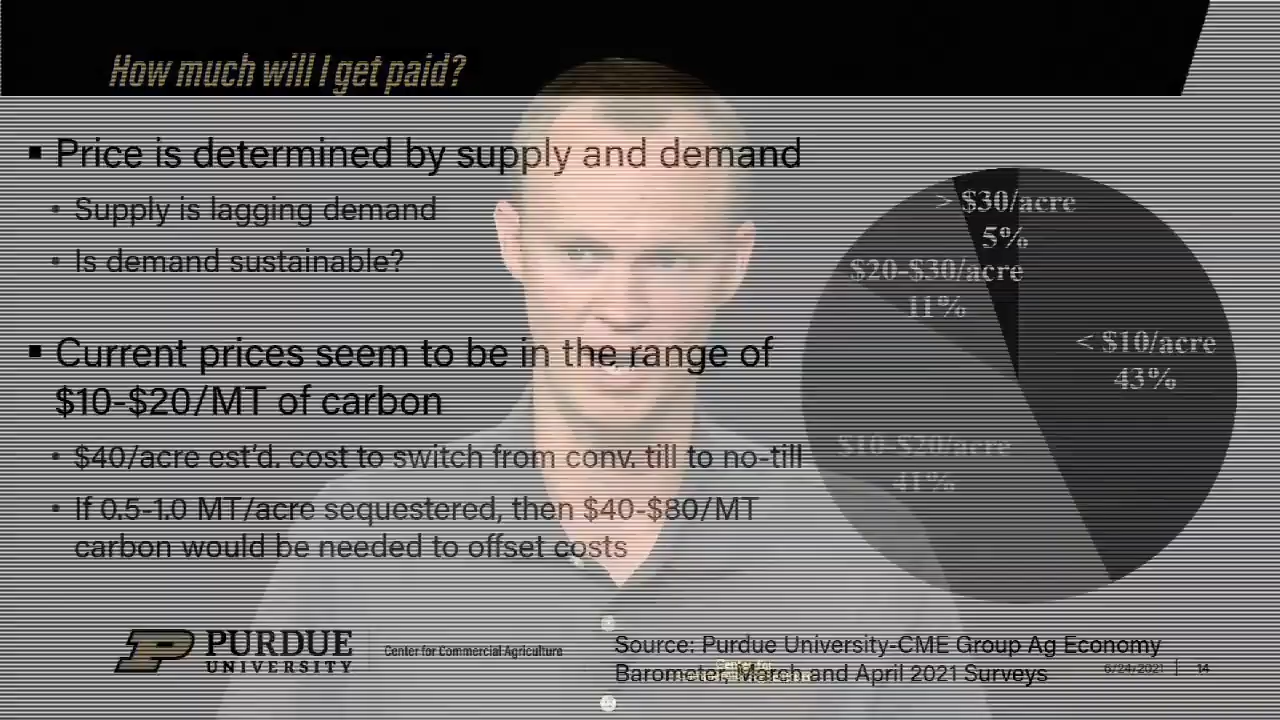 How much will I get paid?
▪ Price is determined by supply and demand
• Supply is lagging demand
• Is demand sustainable?
▪ Current prices seem to be in the range of
$10-$20/MT of carbon
• $40/acre est'd. cost to switch from conv. till to no-till
• If 0.5-1.0 MT/acre sequestered, then $40-$80/MT
carbon would be needed to offset costs
> $30/acre
5%
$20-$30/acre
11%
< $10/acre
43%
$10-$20/acre
41%
PURDUE
UNIVERSITY
Center for Commercial Agriculture
Source: Purdue University-CME Group Ag Economy
Barometer, March and April 2021 Surveys
6/24/2021 | 14